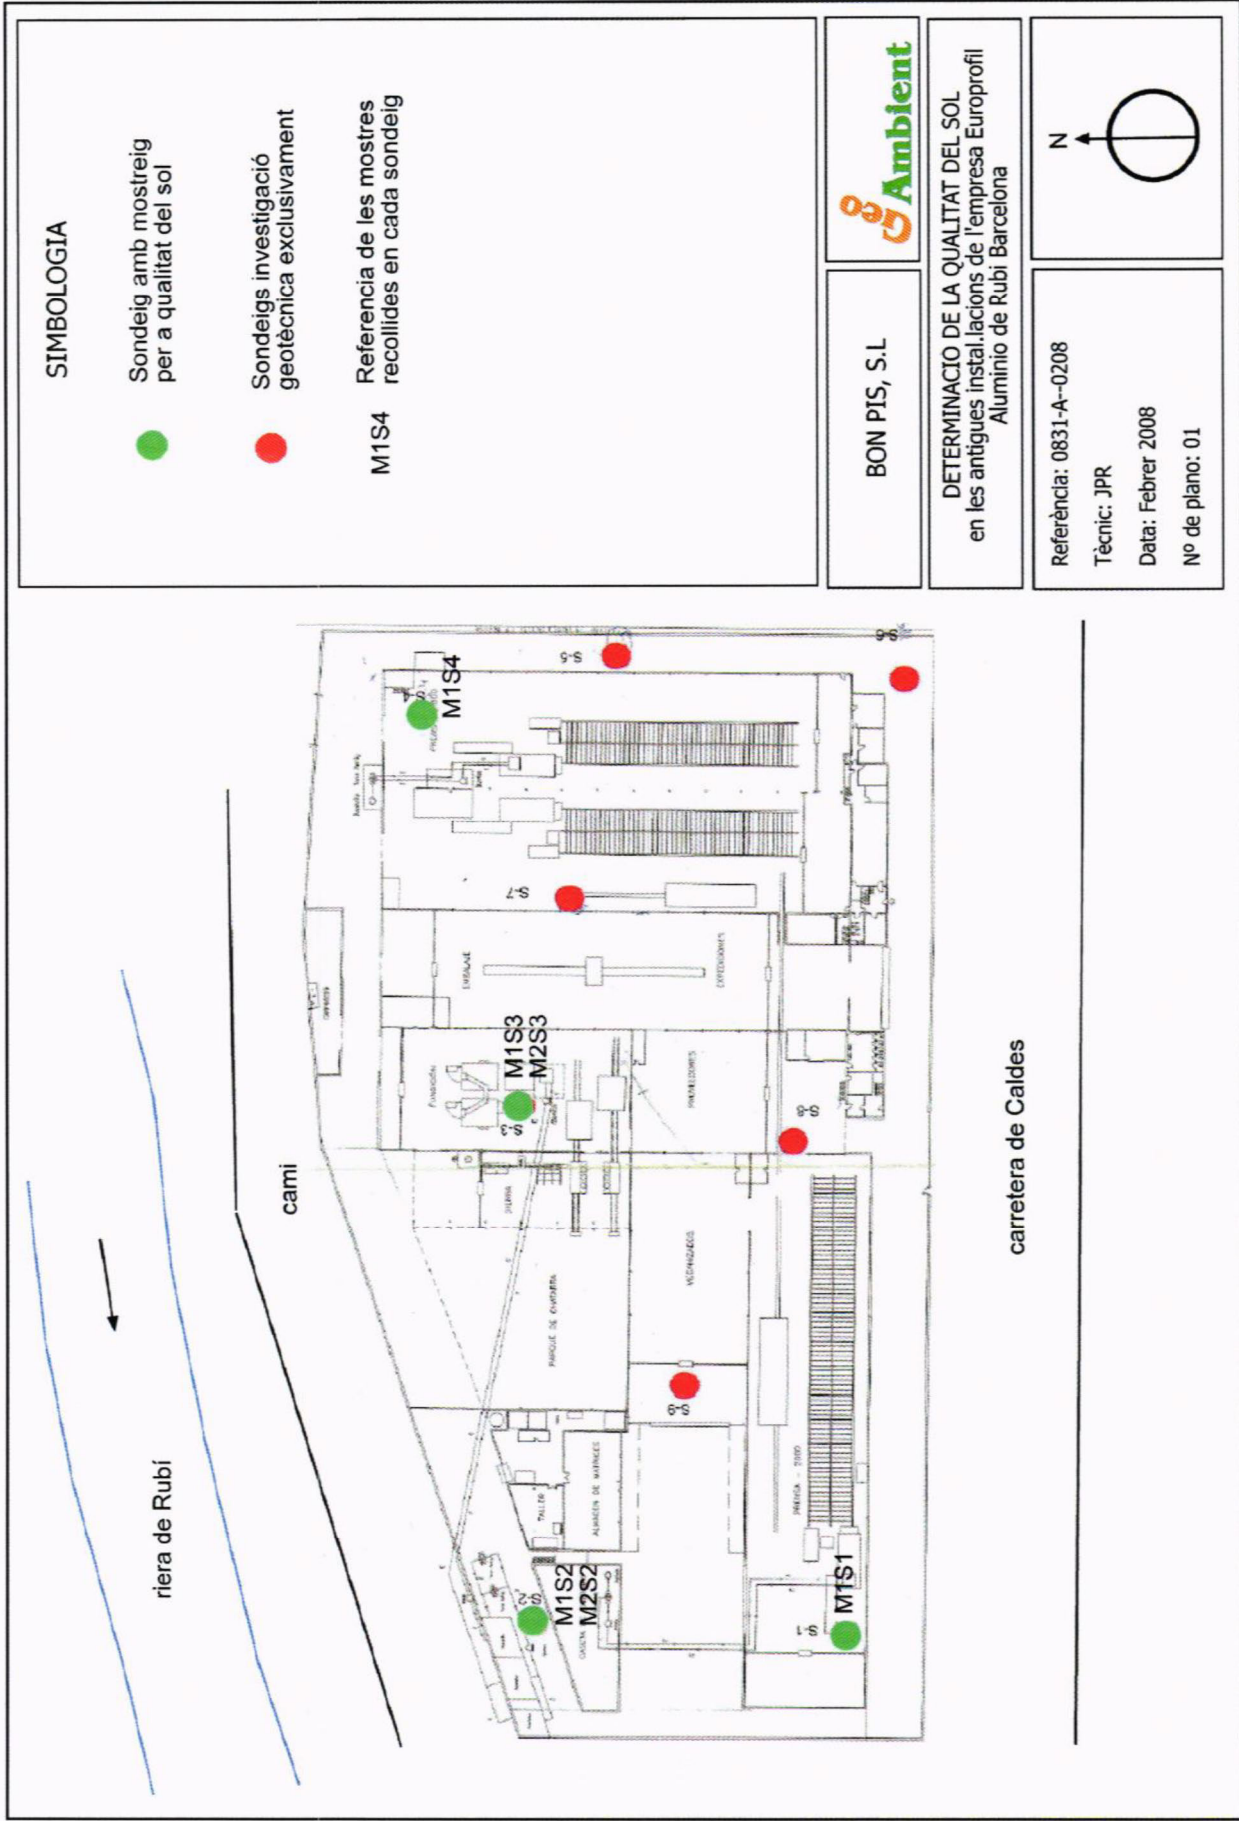 SIMBOLOGIA
Sondeig amb mostreig
per a qualitat del sol
Sondeigs investigació
geotècnica exclusivament
M1S4
Referencia de les mostres
recollides en cada sondeig
BON PIS, S.L
GeoAmbient
DETERMINACIO DE LA QUALITAT DEL SOL
en les antigues instal.lacions de l'empresa Europrofil
Aluminio de Rubi Barcelona
Referència: 0831-A--0208
Tècnic: JPR
Data: Febrer 2008
Nº de plano: 01
N
riera de Rubí
cami
carretera de Caldes
M1S4
S-5
S-6
S-7
EMBALAJE
EXPEDICIONES
FUNDICION
M1S3
M2S3
S-3
PROVEEDORES
S-8
PARQUE DE CHATARRA
MECANIZADOS
S-9
TALLER
ALMACEN DE MATRICES
PRENSA - 2000
S-2
M1S2
M2S2
CASETA
S-1
M1S1